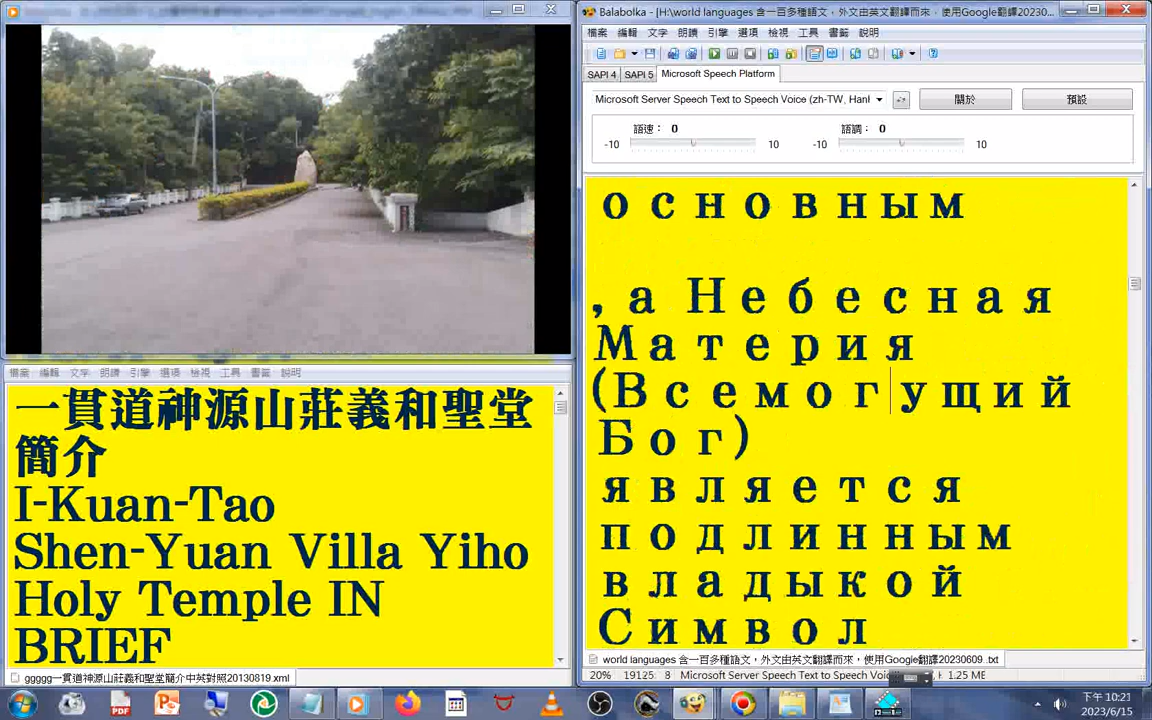 Balabolka - [H:\world languages 含一百多種語文，外文由英文翻譯而來，使用Google翻譯20230...
檔案 編輯 文字 朗讀 引擎 選項 檢視 工具 書籤 說明
SAPI 4 SAPI 5 Microsoft Speech Platform
Microsoft Server Speech Text to Speech Voice (zh-TW, Hanl
關於
預設
語速： 0
語調： 0
-10 10 -10 10
основным
,а Небесная
Материя
(Всемогущий
Бог)
является
подлинным
владыкой
Символ
world languages 含一百多種語文，外文由英文翻譯而來，使用Google翻譯20230609 .txt
20% 19125: 8 Microsoft Server Speech Text to Speech Voice (zh-TW, H 1.25 MB
檔案 編輯 文字 朗讀 引擎 選項 檢視 工具 書籤 說明
一貫道神源山莊義和聖堂
簡介
I-Kuan-Tao
Shen-Yuan Villa Yiho
Holy Temple IN
BRIEF
ggggg一貫道神源山莊義和聖堂簡介中英對照20130819.xml
PDF
下午 10:21
2023/6/15